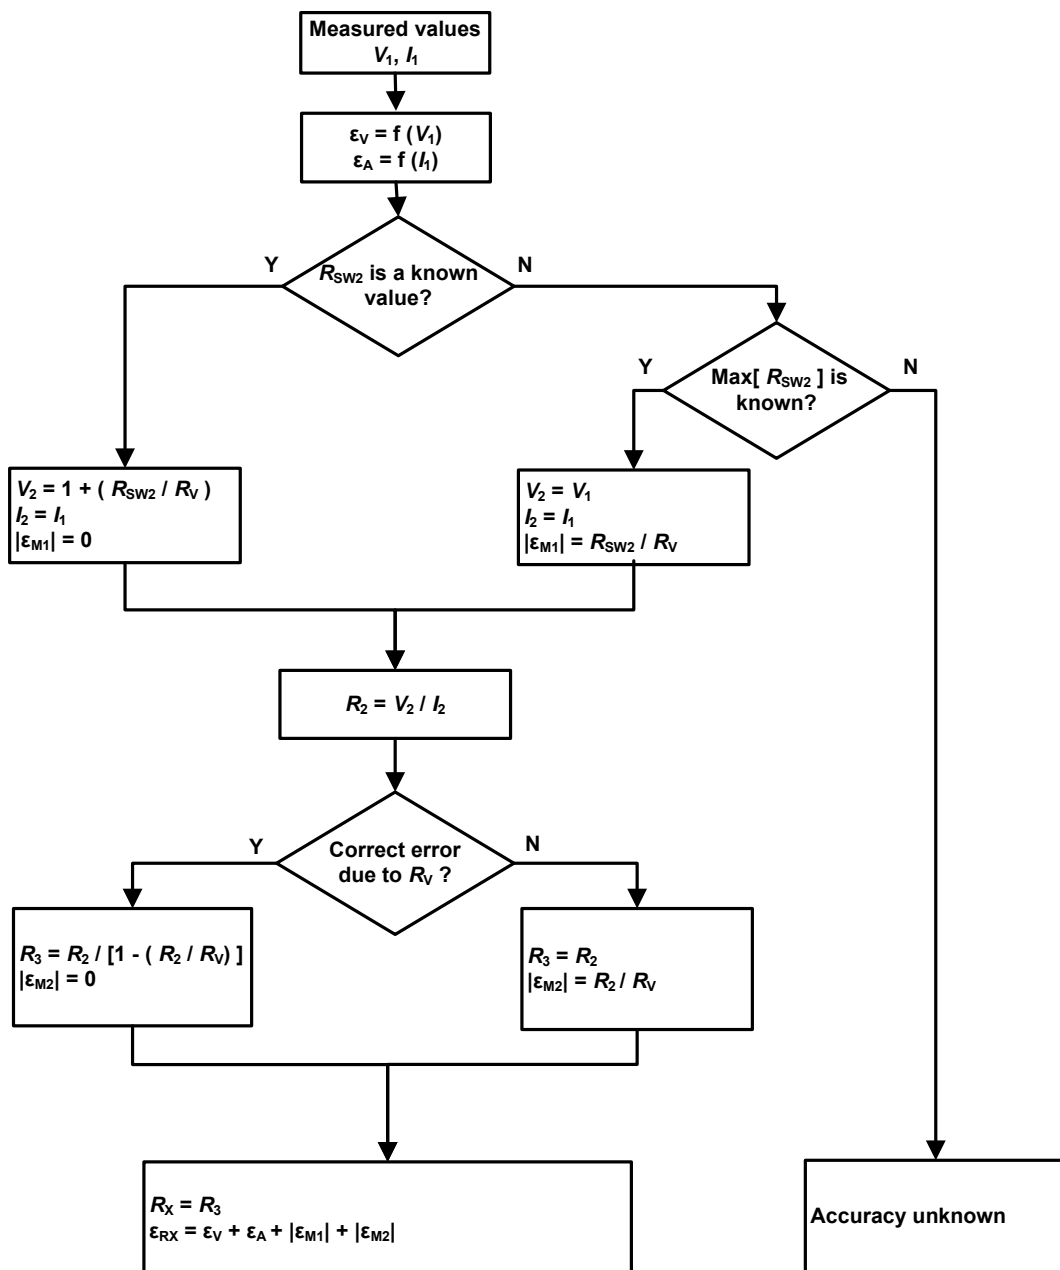 Measured values
V₁, I₁
εV = f (V₁)
εA = f (I₁)
Y
N
RSW2 is a known
value?
Y
N
Max[ RSW2 ] is
known?
V₂ = 1 + ( RSW2 / RV )
I₂ = I₁
|εM1| = 0
V₂ = V₁
I₂ = I₁
|εM1| = RSW2 / RV
R₂ = V₂ / I₂
Y
N
Correct error
due to RV ?
R₃ = R₂ / [1 - ( R₂ / RV) ]
|εM2| = 0
R₃ = R₂
|εM2| = R₂ / RV
RX = R₃
εRX = εV + εA + |εM1| + |εM2|
Accuracy unknown